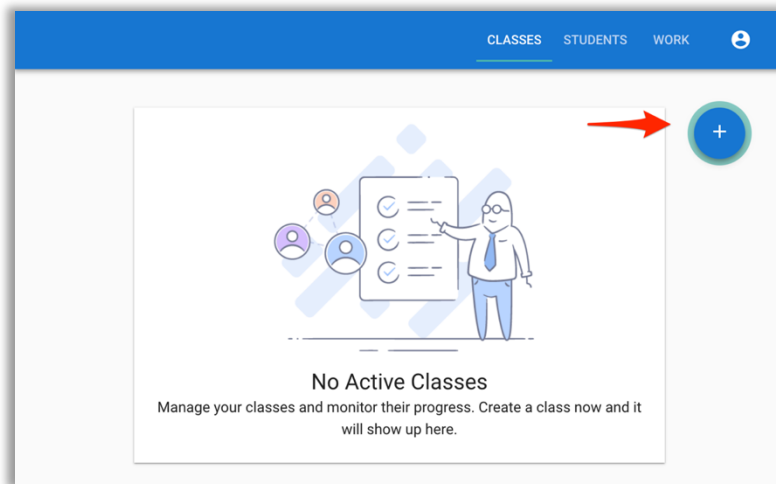 CLASSES STUDENTS WORK
+
No Active Classes
Manage your classes and monitor their progress. Create a class now and it
will show up here.